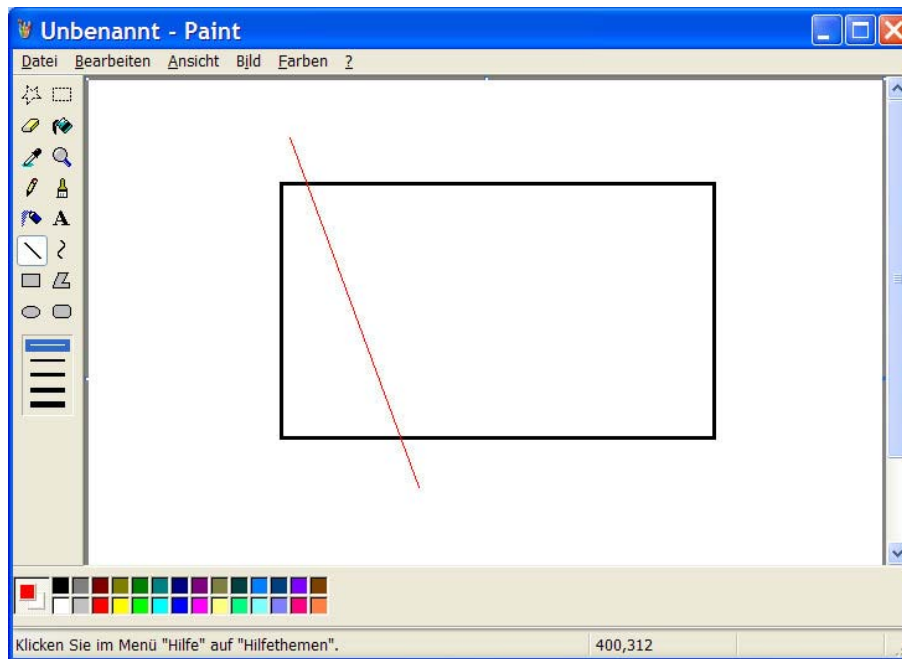 Unbenannt - Paint
Datei Bearbeiten Ansicht Bild Farben ?
A
Klicken Sie im Menü "Hilfe" auf "Hilfethemen". 400,312